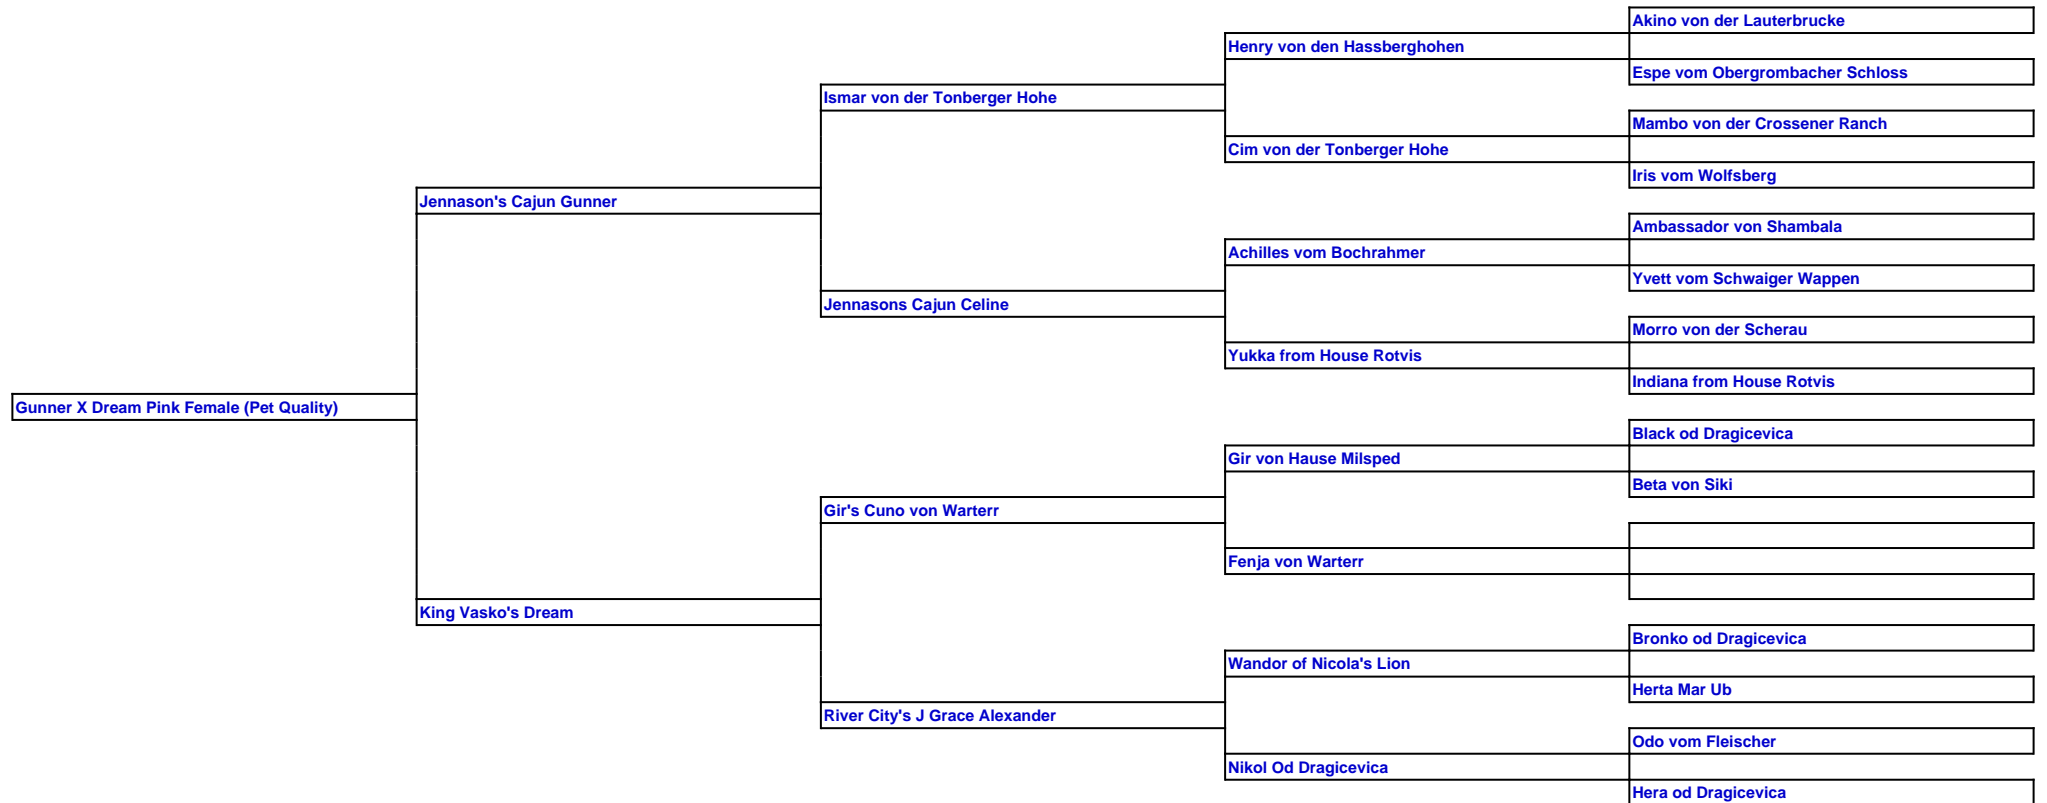 Akino von der Lauterbrucke
Henry von den Hassberghohen
Espe vom Obergrombacher Schloss
Ismar von der Tonberger Hohe
Mambo von der Crossener Ranch
Cim von der Tonberger Hohe
Iris vom Wolfsberg
Jennason's Cajun Gunner
Ambassador von Shambala
Achilles vom Bochrahmer
Yvett vom Schwaiger Wappen
Jennasons Cajun Celine
Morro von der Scherau
Yukka from House Rotvis
Indiana from House Rotvis
Gunner X Dream Pink Female (Pet Quality)
Black od Dragicevica
Gir von Hause Milsped
Beta von Siki
Gir's Cuno von Warterr
Fenja von Warterr
King Vasko's Dream
Bronko od Dragicevica
Wandor of Nicola's Lion
Herta Mar Ub
River City's J Grace Alexander
Odo vom Fleischer
Nikol Od Dragicevica
Hera od Dragicevica